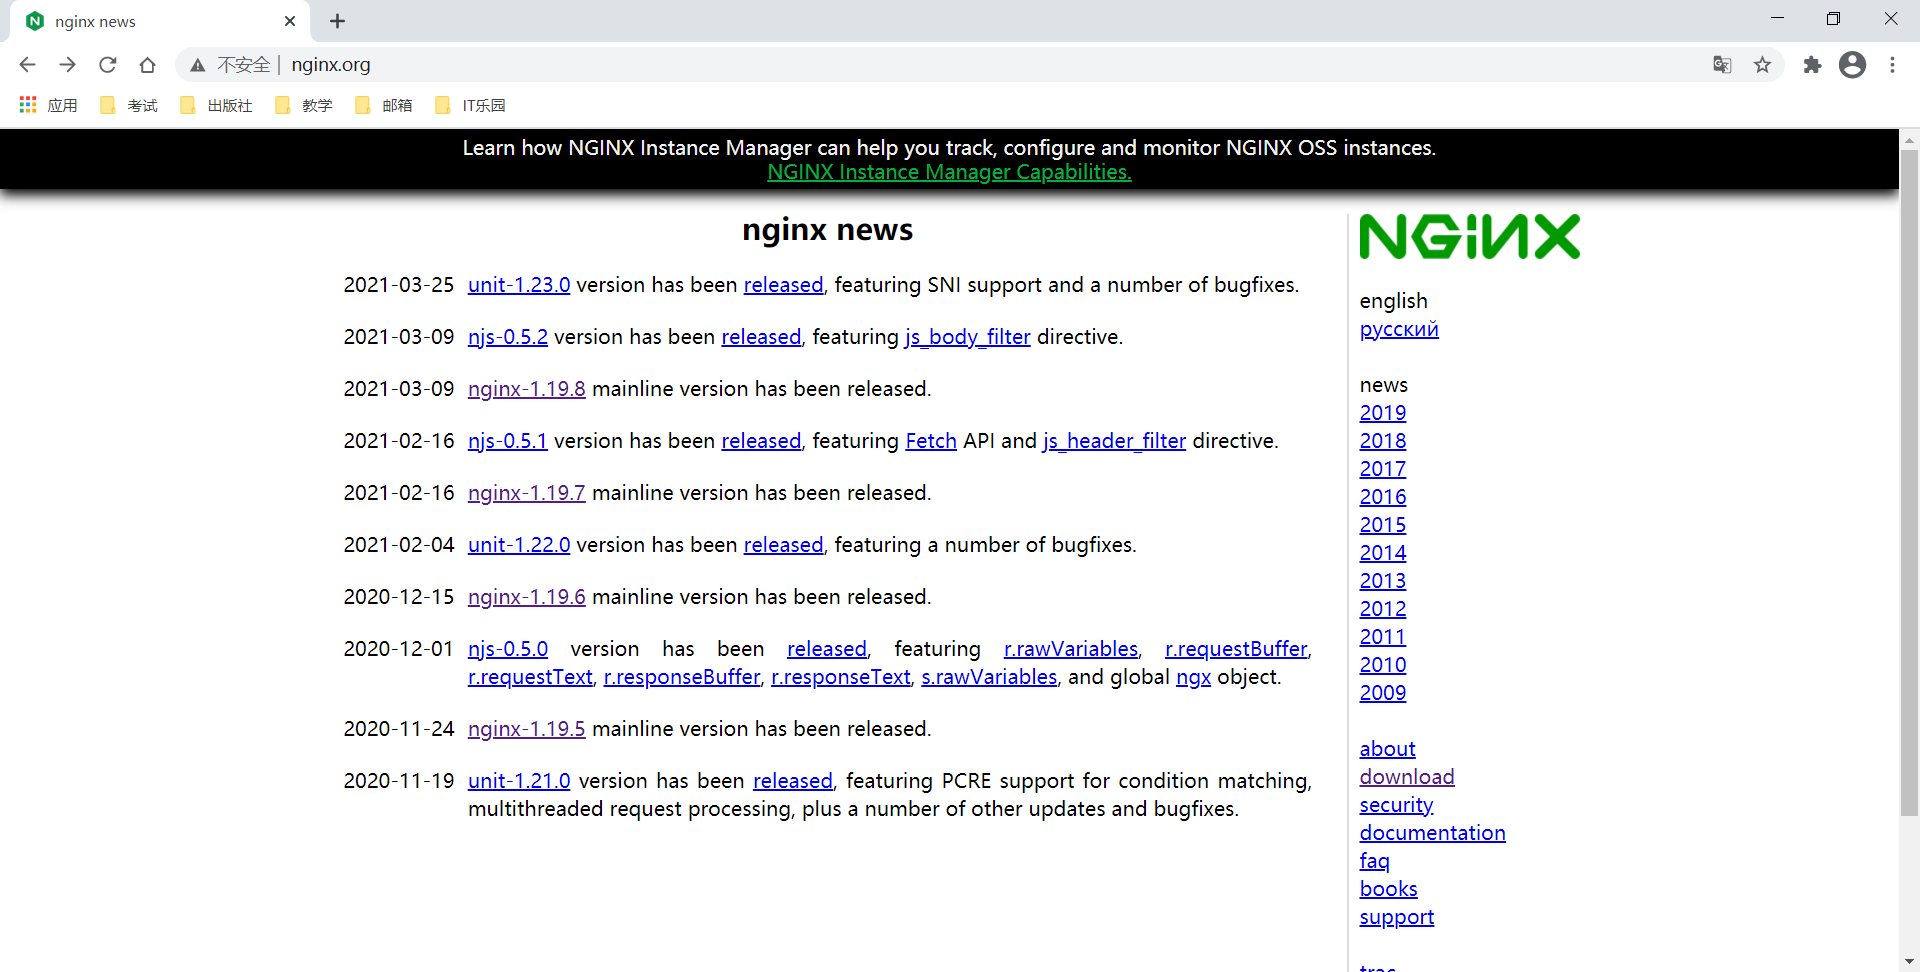 nginx news
不安全 | nginx.org
应用 考试 出版社 教学 邮箱 IT乐园
Learn how NGINX Instance Manager can help you track, configure and monitor NGINX OSS instances.
NGINX Instance Manager Capabilities.
nginx news
2021-03-25 unit-1.23.0 version has been released, featuring SNI support and a number of bugfixes.
2021-03-09 njs-0.5.2 version has been released, featuring js_body_filter directive.
2021-03-09 nginx-1.19.8 mainline version has been released.
2021-02-16 njs-0.5.1 version has been released, featuring Fetch API and js_header_filter directive.
2021-02-16 nginx-1.19.7 mainline version has been released.
2021-02-04 unit-1.22.0 version has been released, featuring a number of bugfixes.
2020-12-15 nginx-1.19.6 mainline version has been released.
2020-12-01 njs-0.5.0 version has been released, featuring r.rawVariables, r.requestBuffer,
r.requestText, r.responseBuffer, r.responseText, s.rawVariables, and global ngx object.
2020-11-24 nginx-1.19.5 mainline version has been released.
2020-11-19 unit-1.21.0 version has been released, featuring PCRE support for condition matching,
multithreaded request processing, plus a number of other updates and bugfixes.
NGINX
english
русский
news
2019
2018
2017
2016
2015
2014
2013
2012
2011
2010
2009
about
download
security
documentation
faq
books
support